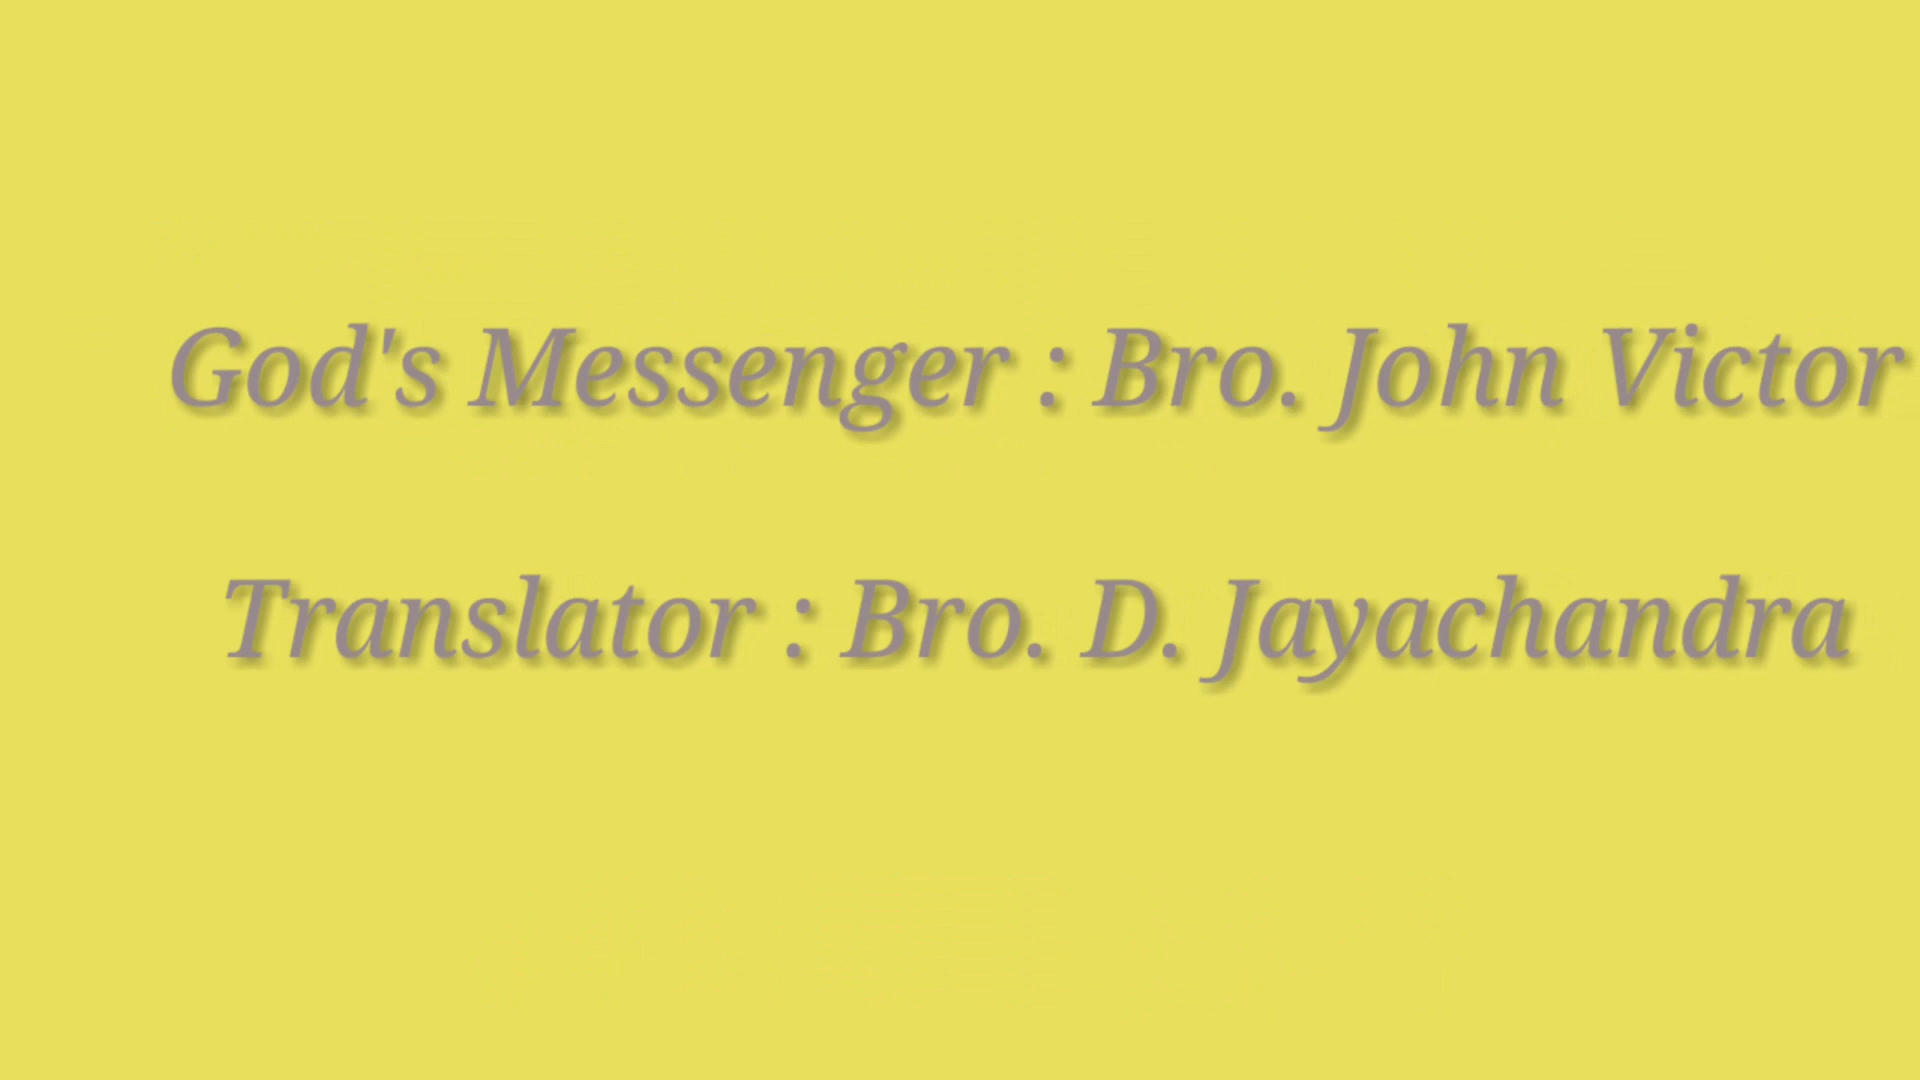 God's Messenger : Bro. John Victor
Translator : Bro. D. Jayachandra